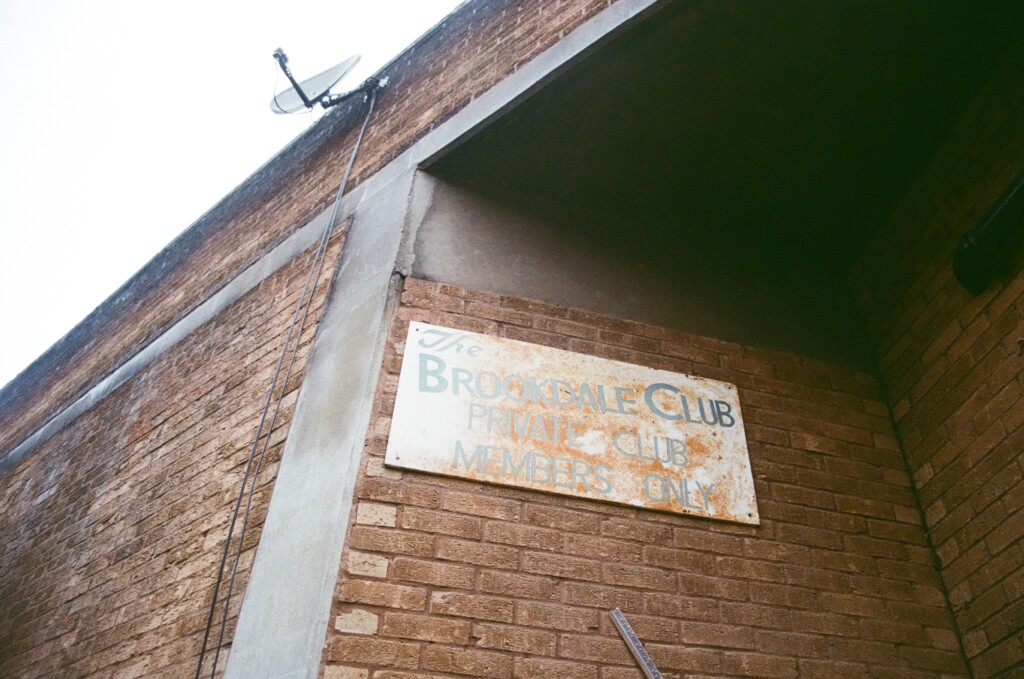 The
BROOKDALE CLUB
PRIVATE CLUB
MEMBERS ONLY